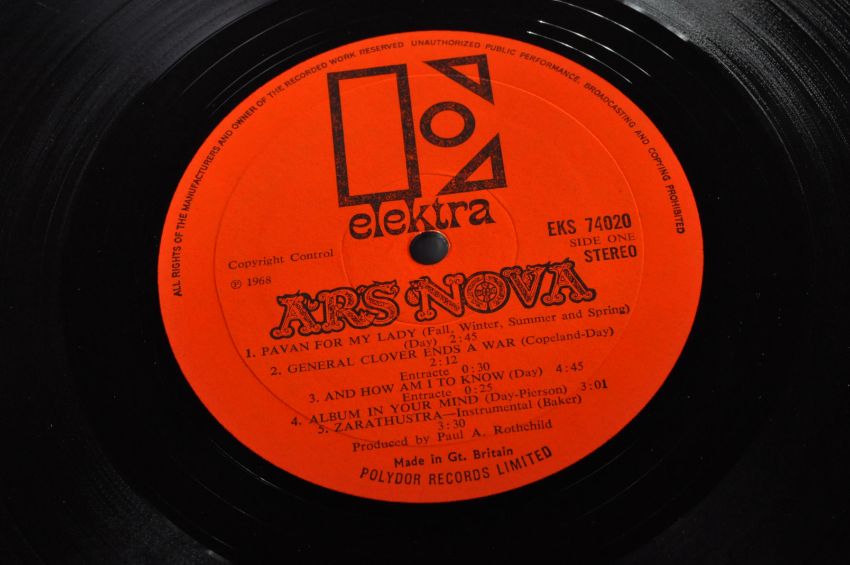 ALL RIGHTS OF THE MANUFACTURERS AND OWNER OF THE RECORDED WORK RESERVED UNAUTHORIZED PUBLIC PERFORMANCE, BROADCASTING AND COPYING PROHIBITED
elektra
EKS 74020
SIDE ONE
STEREO
Copyright Control
℗ 1968
ARS NOVA
1. PAVAN FOR MY LADY (Fall, Winter, Summer and Spring)
(Day) 2:45
2. GENERAL CLOVER ENDS A WAR (Copeland-Day)
2:12
Entracte 0:30
3. AND HOW AM I TO KNOW (Day) 4:45
Entracte 0:25
4. ALBUM IN YOUR MIND (Day-Pierson) 3:01
5. ZARATHUSTRA—Instrumental (Baker)
3:30
Produced by Paul A. Rothchild
Made in Gt. Britain
POLYDOR RECORDS LIMITED